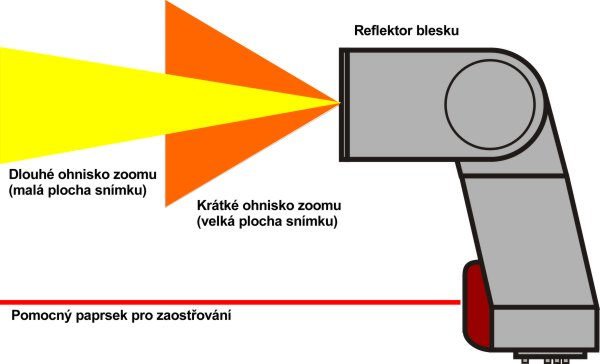 Reflektor blesku
Dlouhé ohnisko zoomu
(malá plocha snímku)
Krátké ohnisko zoomu
(velká plocha snímku)
Pomocný paprsek pro zaostřování